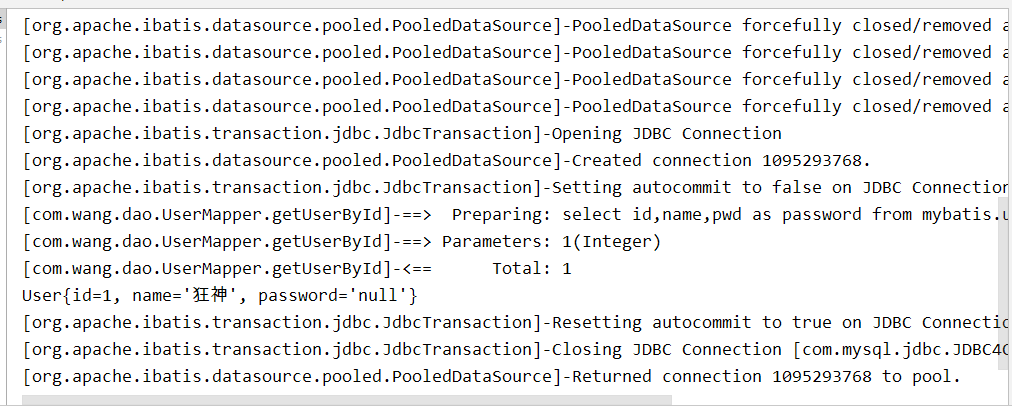 [org.apache.ibatis.datasource.pooled.PooledDataSource]-PooledDataSource forcefully closed/removed a
[org.apache.ibatis.datasource.pooled.PooledDataSource]-PooledDataSource forcefully closed/removed a
[org.apache.ibatis.datasource.pooled.PooledDataSource]-PooledDataSource forcefully closed/removed a
[org.apache.ibatis.datasource.pooled.PooledDataSource]-PooledDataSource forcefully closed/removed a
[org.apache.ibatis.transaction.jdbc.JdbcTransaction]-Opening JDBC Connection
[org.apache.ibatis.datasource.pooled.PooledDataSource]-Created connection 1095293768.
[org.apache.ibatis.transaction.jdbc.JdbcTransaction]-Setting autocommit to false on JDBC Connection
[com.wang.dao.UserMapper.getUserById]-==>  Preparing: select id,name,pwd as password from mybatis.u
[com.wang.dao.UserMapper.getUserById]-==> Parameters: 1(Integer)
[com.wang.dao.UserMapper.getUserById]-<==      Total: 1
User{id=1, name='狂神', password='null'}
[org.apache.ibatis.transaction.jdbc.JdbcTransaction]-Resetting autocommit to true on JDBC Connectio
[org.apache.ibatis.transaction.jdbc.JdbcTransaction]-Closing JDBC Connection [com.mysql.jdbc.JDBC4C
[org.apache.ibatis.datasource.pooled.PooledDataSource]-Returned connection 1095293768 to pool.